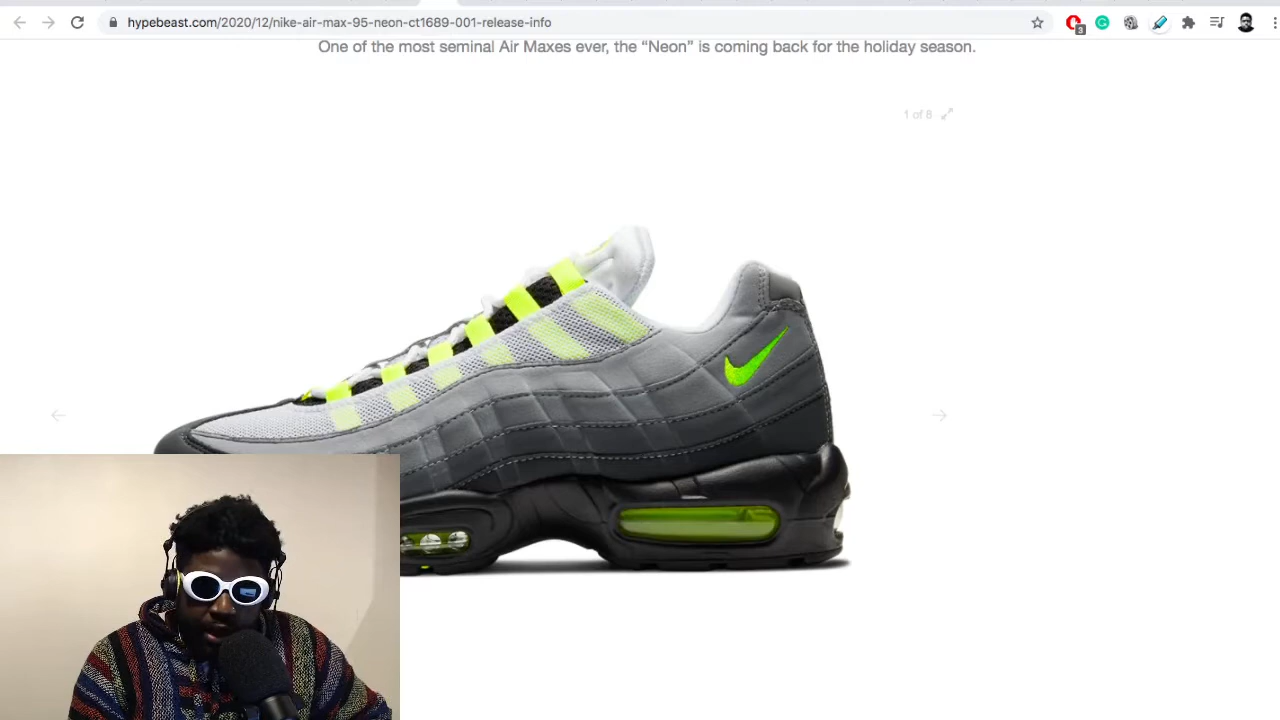 hypebeast.com/2020/12/nike-air-max-95-neon-ct1689-001-release-info
3
One of the most seminal Air Maxes ever, the “Neon” is coming back for the holiday season.
1 of 8